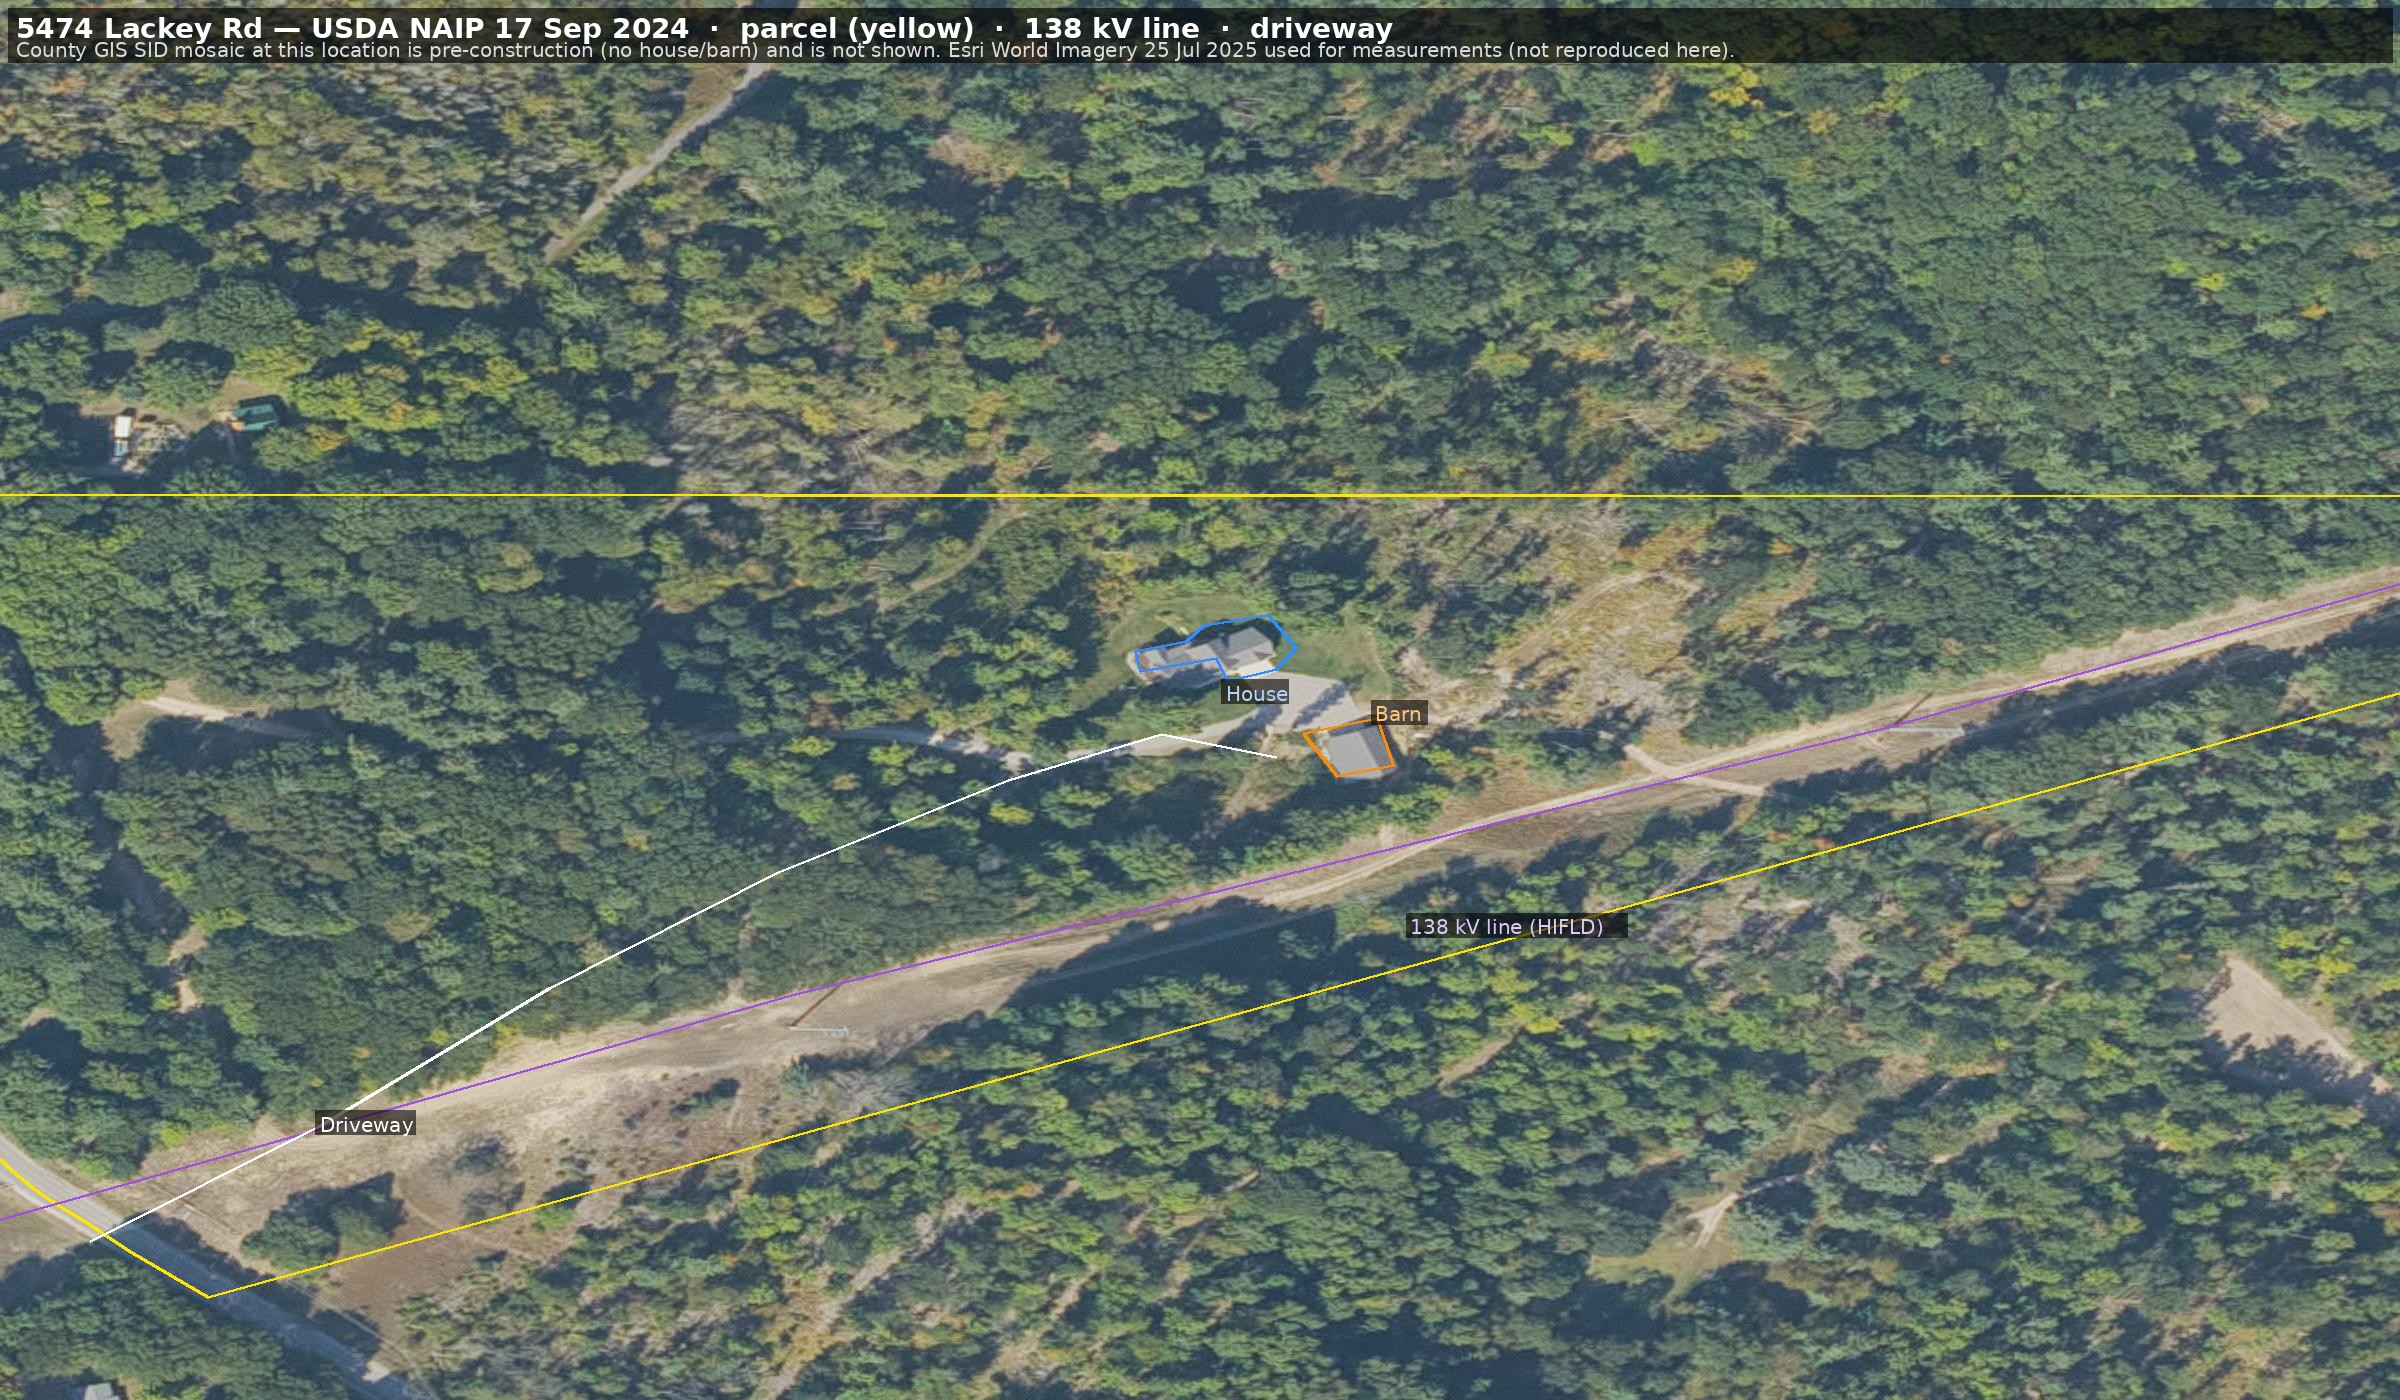 5474 Lackey Rd — USDA NAIP 17 Sep 2024 · parcel (yellow) · 138 kV line · driveway
County GIS SID mosaic at this location is pre-construction (no house/barn) and is not shown. Esri World Imagery 25 Jul 2025 used for measurements (not reproduced here).
House
Barn
138 kV line (HIFLD)
Driveway